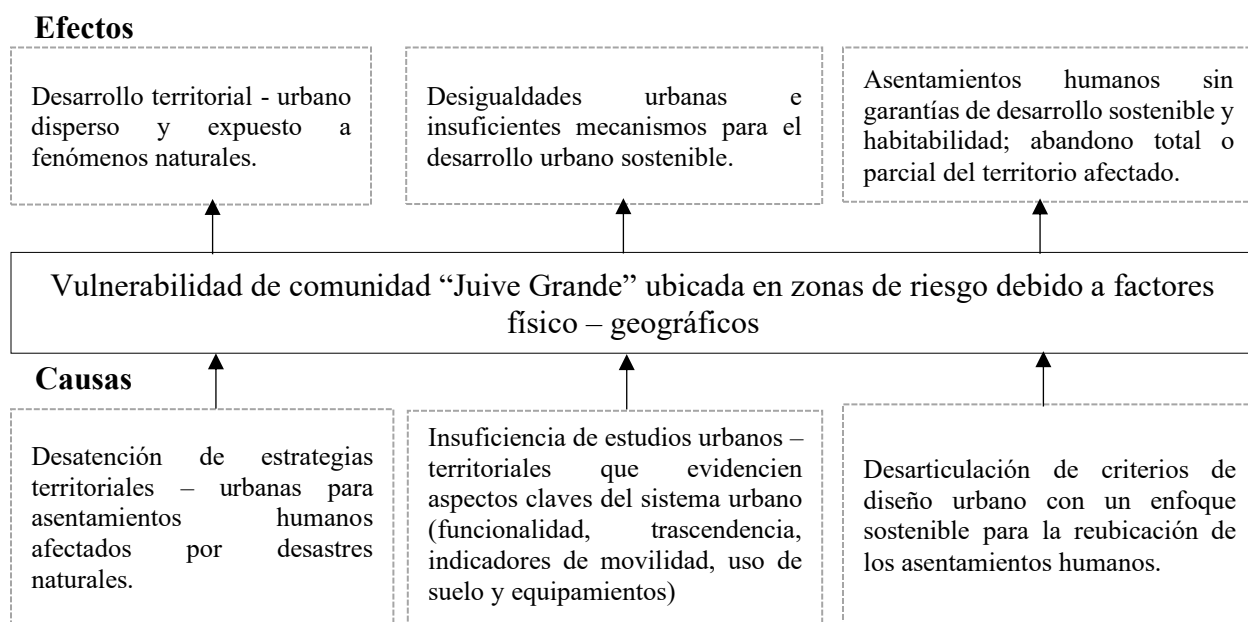 Efectos
Desarrollo territorial - urbano
disperso y expuesto a
fenómenos naturales.
Desigualdades urbanas e
insuficientes mecanismos para el
desarrollo urbano sostenible.
Asentamientos humanos sin
garantías de desarrollo sostenible y
habitabilidad; abandono total o
parcial del territorio afectado.
Vulnerabilidad de comunidad “Juive Grande” ubicada en zonas de riesgo debido a factores
físico – geográficos
Causas
Desatención de estrategias
territoriales – urbanas para
asentamientos humanos
afectados por desastres
naturales.
Insuficiencia de estudios urbanos –
territoriales que evidencien
aspectos claves del sistema urbano
(funcionalidad, trascendencia,
indicadores de movilidad, uso de
suelo y equipamientos)
Desarticulación de criterios de
diseño urbano con un enfoque
sostenible para la reubicación de
los asentamientos humanos.